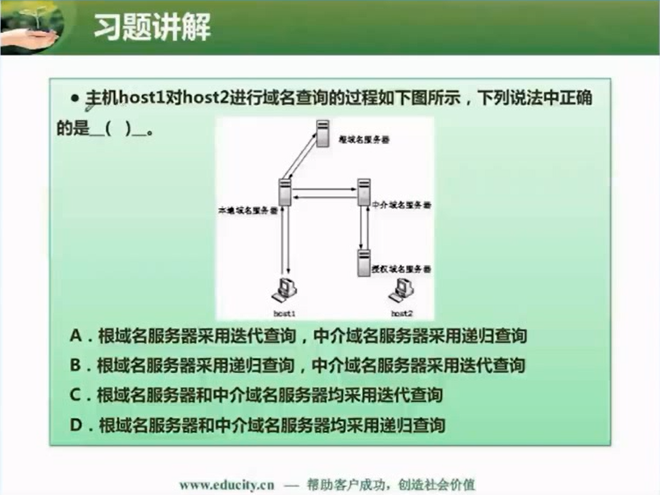 习题讲解
● 主机host1对host2进行域名查询的过程如下图所示，下列说法中正确
的是__( )__。
根域名服务器
本地域名服务器
中介域名服务器
授权域名服务器
host1
host2
A．根域名服务器采用迭代查询，中介域名服务器采用递归查询
B．根域名服务器采用递归查询，中介域名服务器采用迭代查询
C．根域名服务器和中介域名服务器均采用迭代查询
D．根域名服务器和中介域名服务器均采用递归查询
www.educity.cn — 帮助客户成功，创造社会价值